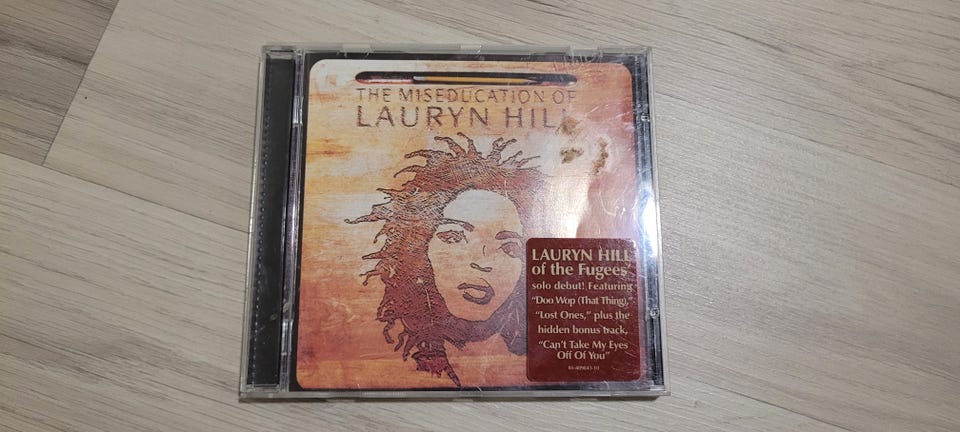 THE MISEDUCATION OF
LAURYN HILL
LAURYN HILL
of the Fugees'
solo debut! Featuring
"Doo Wop (That Thing),"
"Lost Ones," plus the
hidden bonus track,
"Can't Take My Eyes
Off Of You"